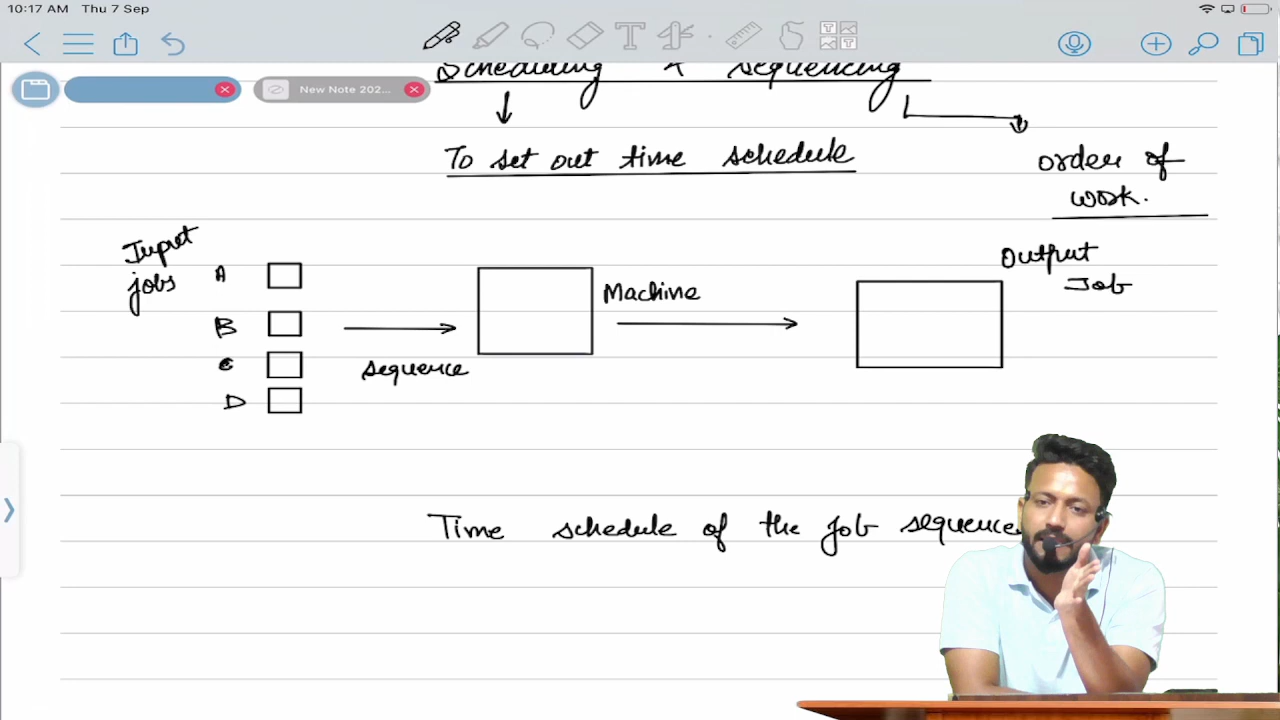 10:17 AM Thu 7 Sep
New Note 202...
Scheduling & sequencing
To set out time schedule
order of
work.
Input
jobs
A
B
C
D
sequence
Machine
Output
Job
Time schedule of the job sequence